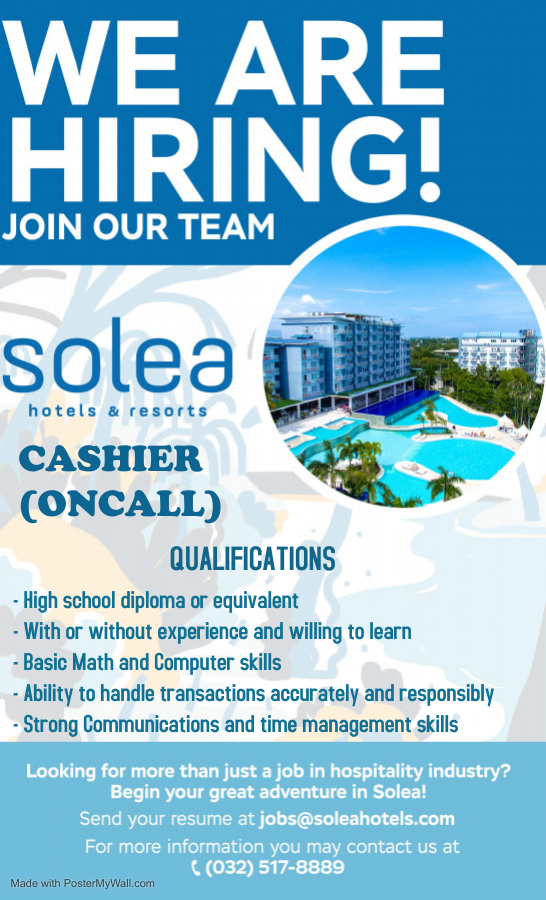 WE ARE
HIRING!
JOIN OUR TEAM
solea
hotels & resorts
CASHIER
(ONCALL)
QUALIFICATIONS
- High school diploma or equivalent
- With or without experience and willing to learn
- Basic Math and Computer skills
- Ability to handle transactions accurately and responsibly
- Strong Communications and time management skills
Looking for more than just a job in hospitality industry?
Begin your great adventure in Solea!
Send your resume at jobs@soleahotels.com
For more information you may contact us at
(032) 517-8889
Made with PosterMyWall.com